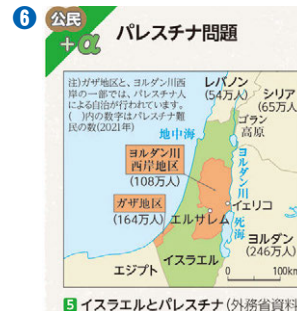 6 公民 +α パレスチナ問題
注)ガザ地区と、ヨルダン川西
岸の一部では、パレスチナ人
による自治が行われています。
( )内の数字はパレスチナ難
民の数(2021年)
レバノン
(54万人)
シリア
(65万人
ゴラン
高原
地中海
ヨルダン川
西岸地区
(108万人)
ヨルダン川
ガザ地区
(164万人)
イェリコ
エルサレム
死海
ヨルダン
(246万人)
イスラエル
エジプト
0 100km
5 イスラエルとパレスチナ(外務省資料